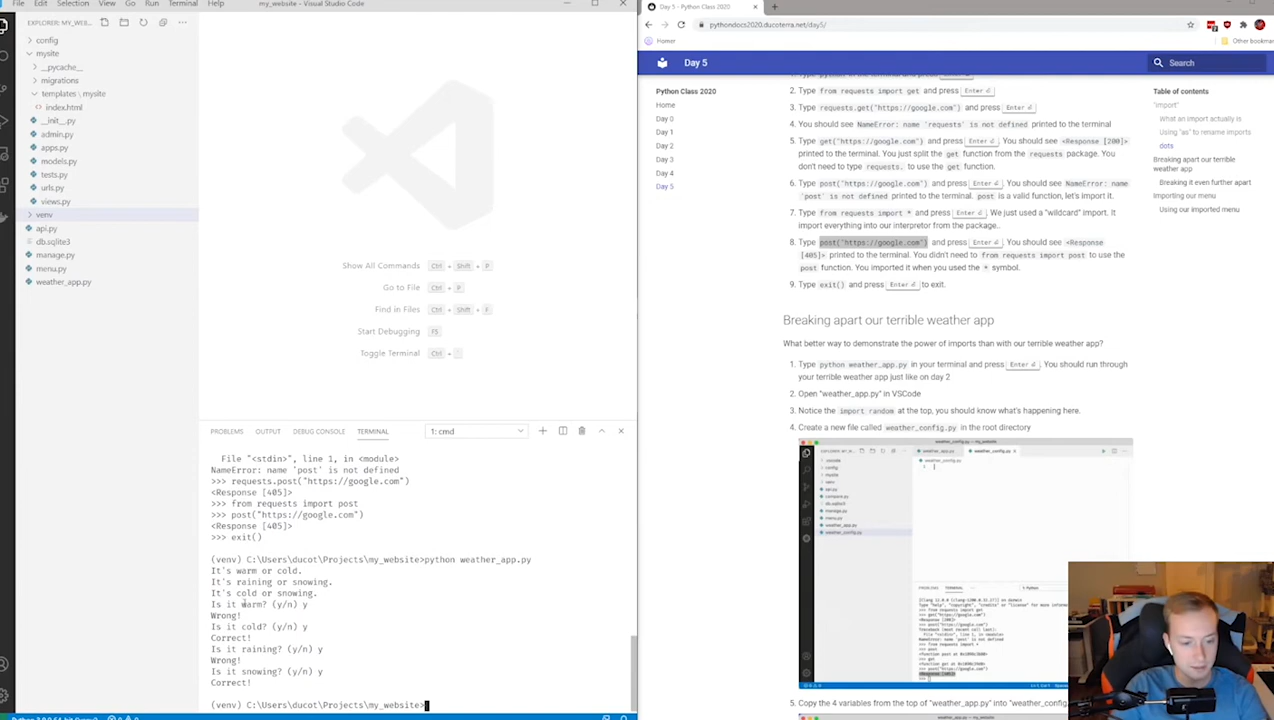 File Edit Selection View Go Run Terminal
my_website - Visual Studio Code
EXPLORER: MY_WEB...
config
mysite
__pycache__
migrations
templates \ mysite
index.html
__init__.py
admin.py
apps.py
models.py
tests.py
urls.py
views.py
venv
api.py
db.sqlite3
manage.py
menu.py
weather_app.py
Show All Commands Ctrl + Shift + P
Go to File Ctrl + P
Find in Files Ctrl + Shift + F
Start Debugging F5
Toggle Terminal Ctrl + `
PROBLEMS OUTPUT DEBUG CONSOLE TERMINAL 1: cmd
File "<stdin>", line 1, in <module>
NameError: name 'post' is not defined
>>> requests.post("https://google.com")
<Response [405]>
>>> from requests import post
>>> post("https://google.com")
<Response [405]>
>>> exit()
(venv) C:\Users\ducot\Projects\my_website>python weather_app.py
It's warm or cold.
It's raining or snowing.
It's cold or snowing.
Is it warm? (y/n) y
Wrong!
Is it cold? (y/n) y
Correct!
Is it raining? (y/n) y
Wrong!
Is it snowing? (y/n) y
Correct!
(venv) C:\Users\ducot\Projects\my_website>
Day 5 - Python Class 2020
pythondocs2020.ducoterra.net/day5/
Homer
Other bookmar
Day 5
Search
Python Class 2020
Home
Day 0
Day 1
Day 2
Day 3
Day 4
Day 5
2. Type from requests import get and press Enter
3. Type requests.get("https://google.com") and press Enter
4. You should see NameError: name 'requests' is not defined printed to the terminal
5. Type get("https://google.com") and press Enter. You should see <Response [200]>
printed to the terminal. You just split the get function from the requests package. You
don't need to type requests. to use the get function.
6. Type post("https://google.com") and press Enter. You should see NameError: name
'post' is not defined printed to the terminal. post is a valid function, let's import it.
7. Type from requests import * and press Enter. We just used a "wildcard" import. It
import everything into our interpreter from the package..
8. Type post("https://google.com") and press Enter. You should see <Response
[405]> printed to the terminal. You didn't need to from requests import post to use the
post function. You imported it when you used the * symbol.
9. Type exit() and press Enter to exit.
Breaking apart our terrible weather app
What better way to demonstrate the power of imports than with our terrible weather app?
1. Type python weather_app.py in your terminal and press Enter. You should run through
your terrible weather app just like on day 2
2. Open "weather_app.py" in VSCode
3. Notice the import random at the top, you should know what's happening here.
4. Create a new file called weather_config.py in the root directory
5. Copy the 4 variables from the top of "weather_app.py" into "weather_config.
Table of contents
"import"
What an import actually is
Using "as" to rename imports
dots
Breaking apart our terrible
weather app
Breaking it even further apart
Importing our menu
Using our imported menu